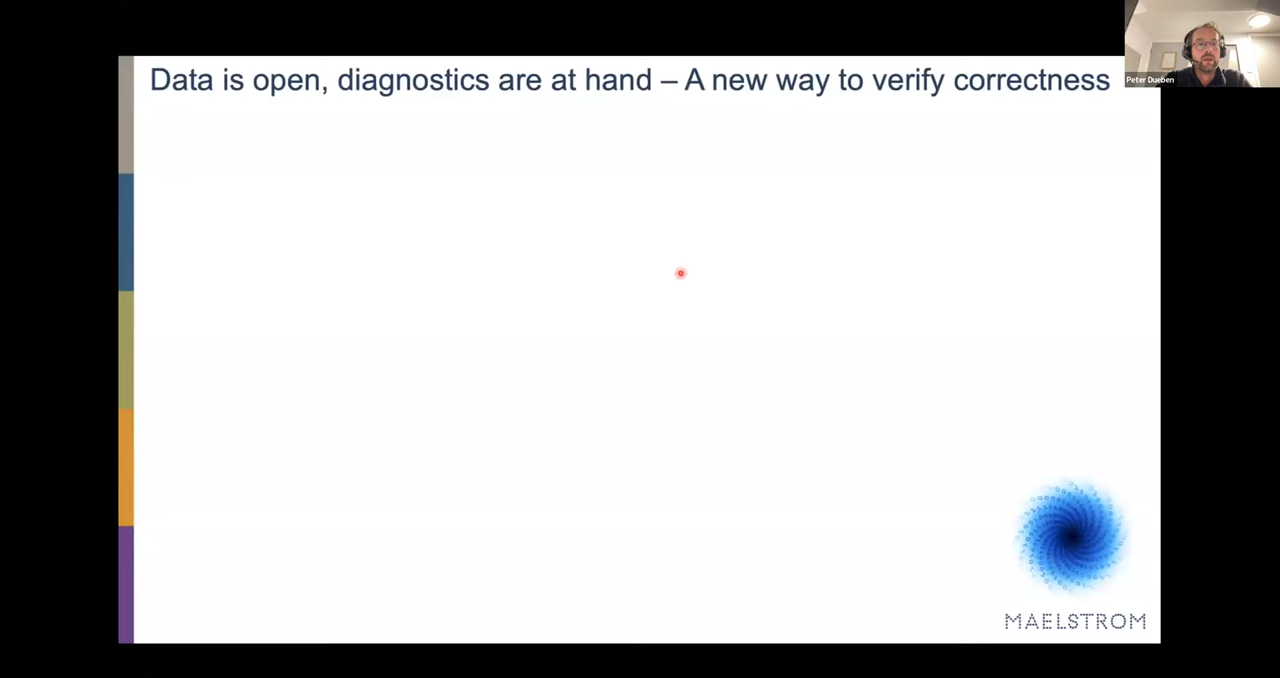 Data is open, diagnostics are at hand – A new way to verify correctness
Peter Dueben
MAELSTROM